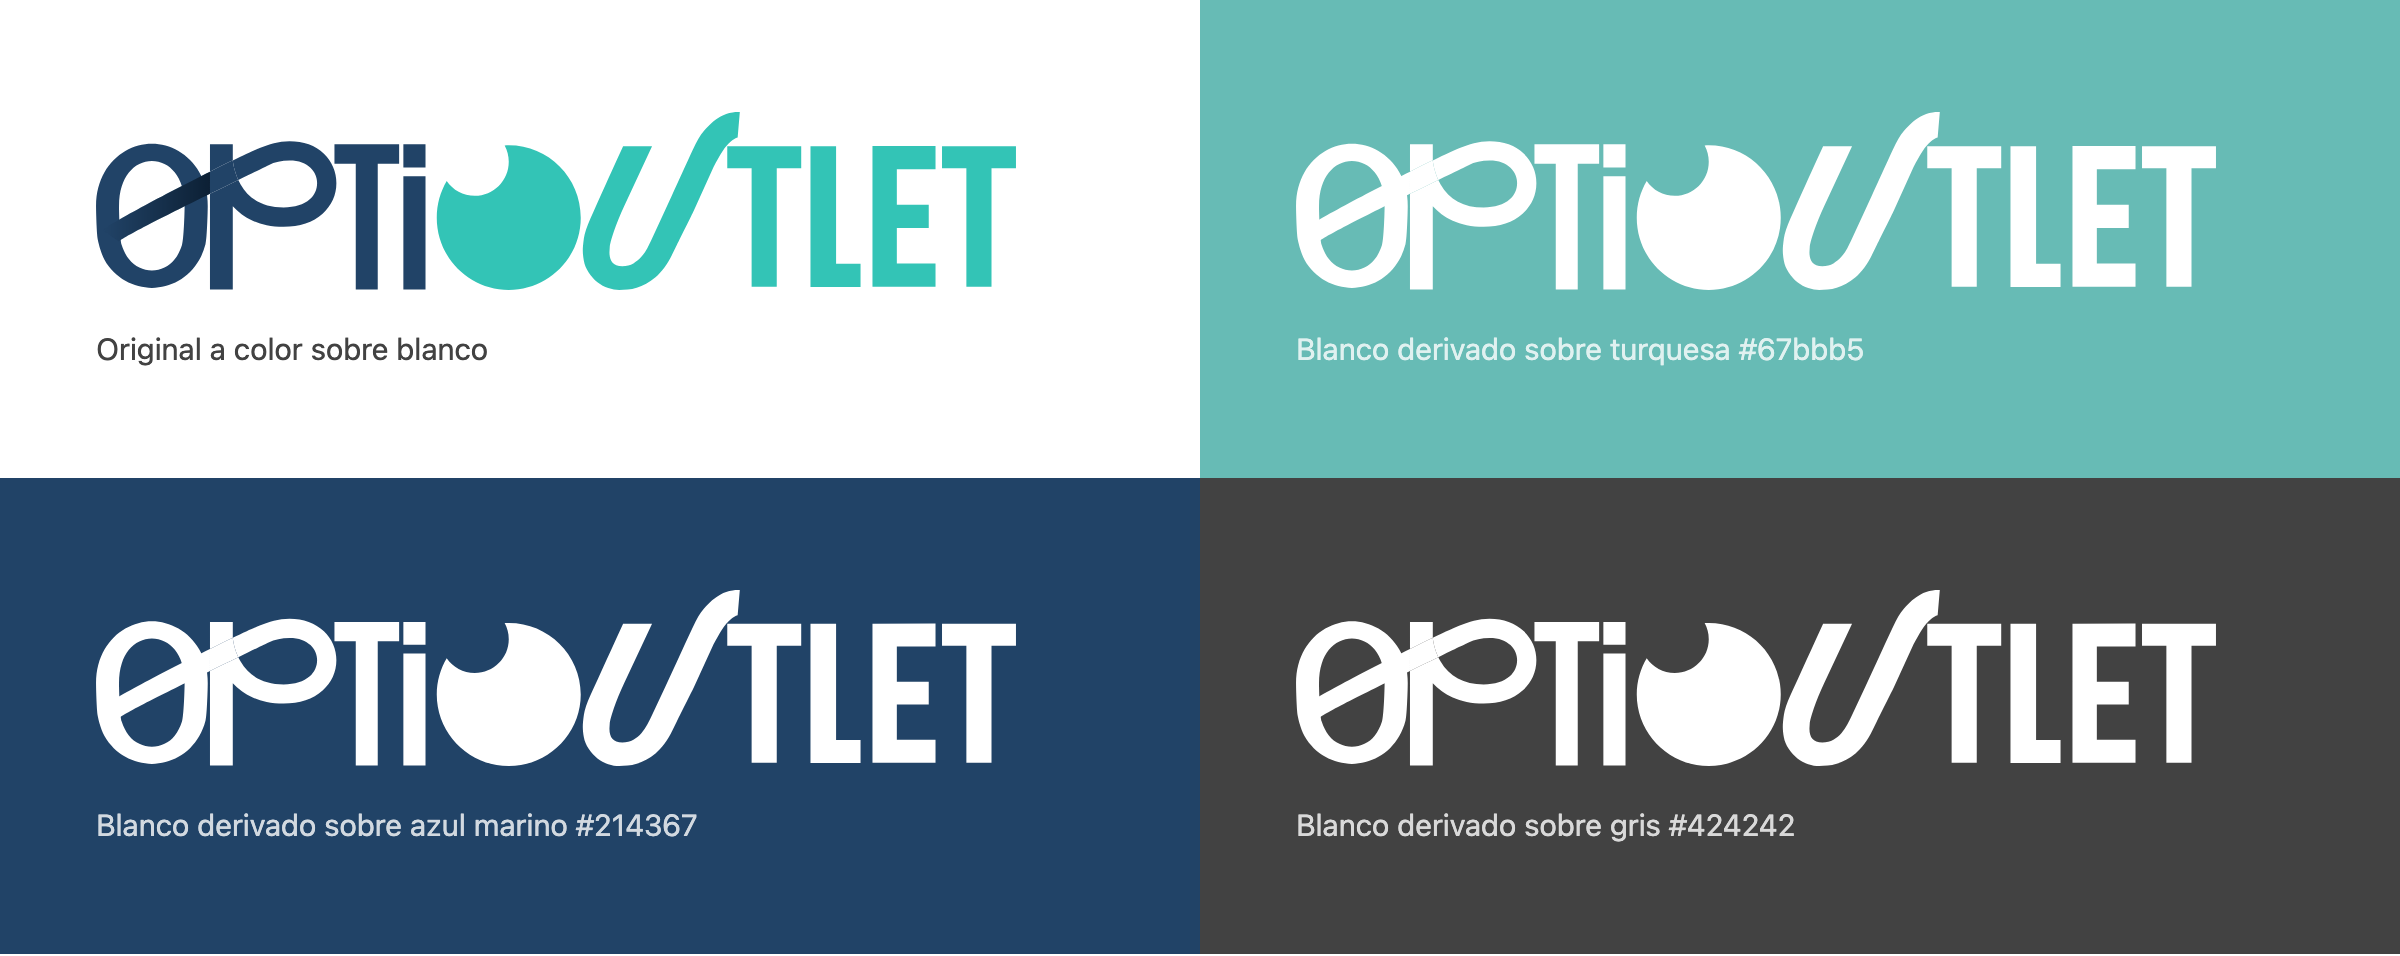 OPTiOUTLET
Original a color sobre blanco
OPTiOUTLET
Blanco derivado sobre turquesa #67bbb5
OPTiOUTLET
Blanco derivado sobre azul marino #214367
OPTiOUTLET
Blanco derivado sobre gris #424242